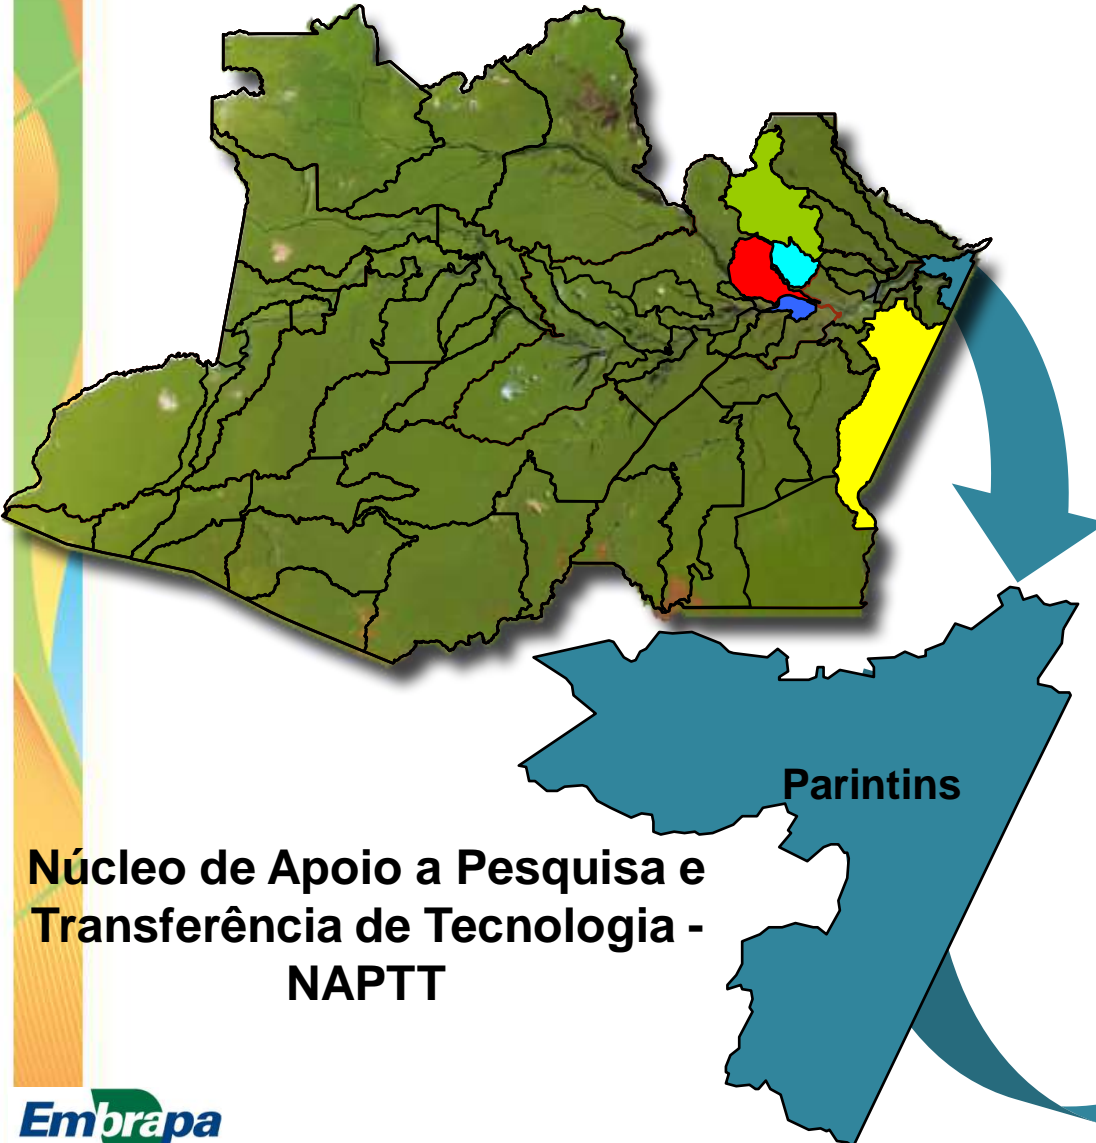 Parintins
Núcleo de Apoio a Pesquisa e
Transferência de Tecnologia -
NAPTT
Embrapa